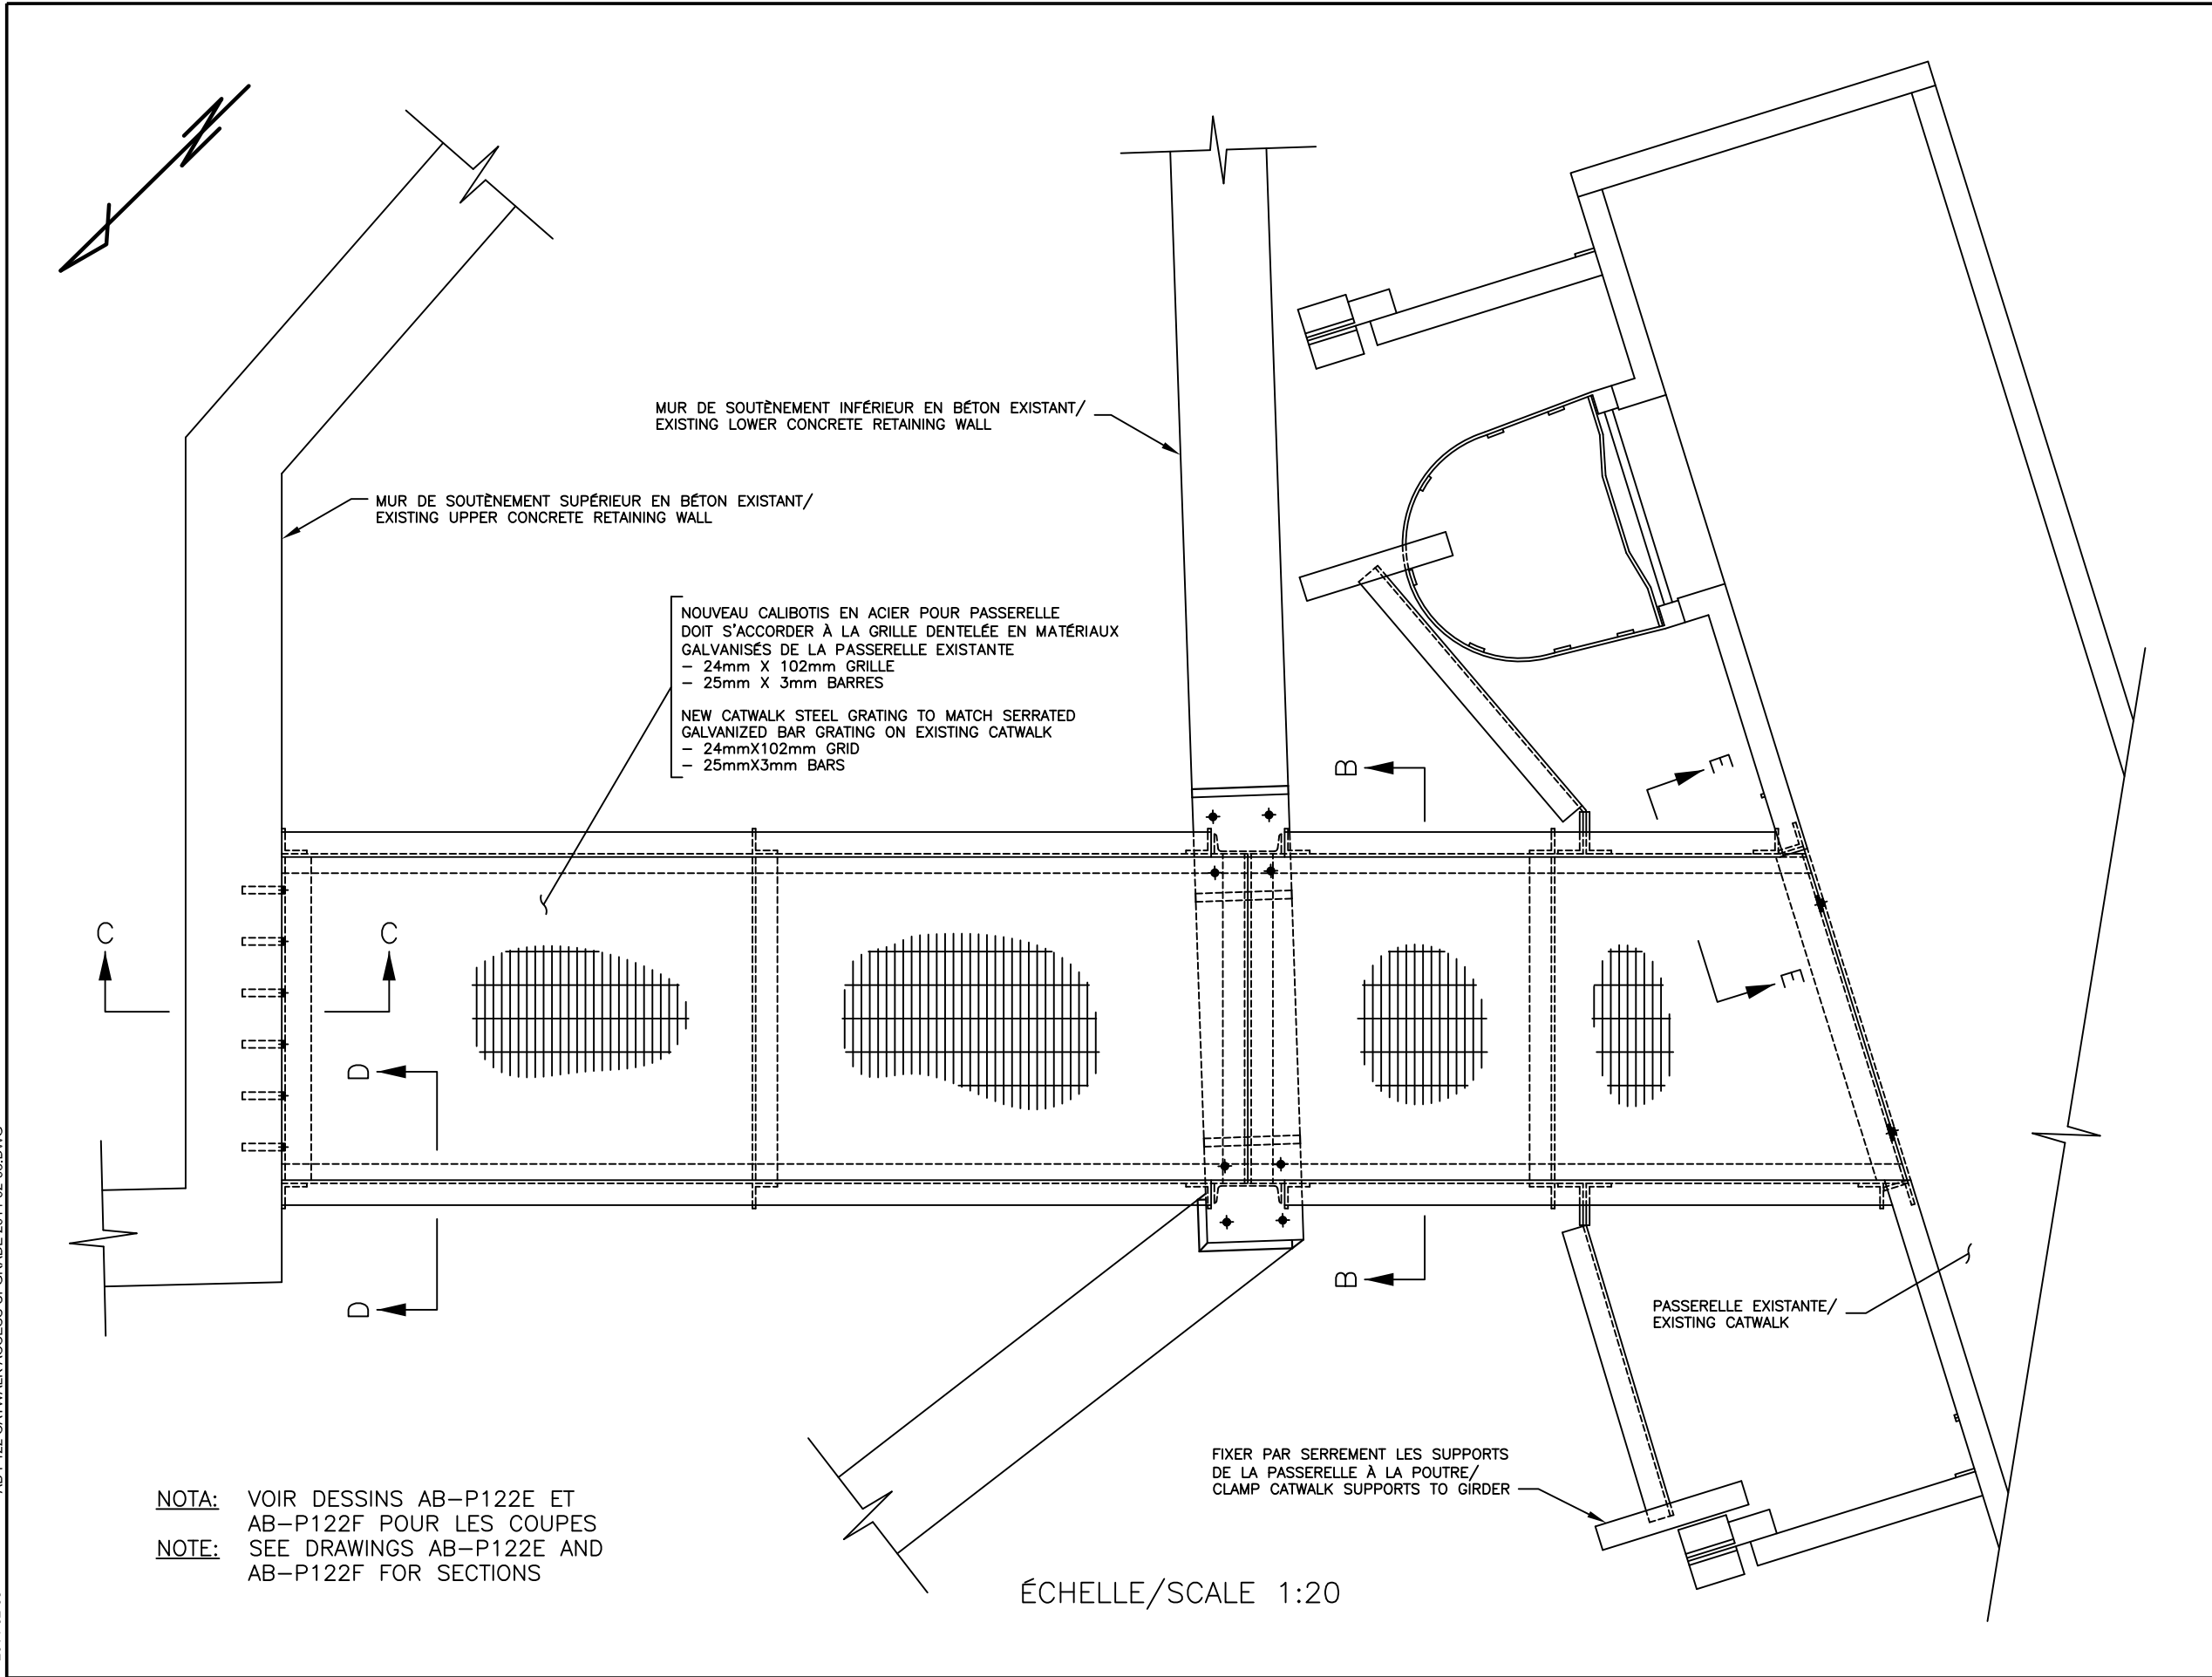 MUR DE SOUTÈNEMENT INFÉRIEUR EN BÉTON EXISTANT/
EXISTING LOWER CONCRETE RETAINING WALL
MUR DE SOUTÈNEMENT SUPÉRIEUR EN BÉTON EXISTANT/
EXISTING UPPER CONCRETE RETAINING WALL
NOUVEAU CALIBOTIS EN ACIER POUR PASSERELLE
DOIT S'ACCORDER À LA GRILLE DENTELÉE EN MATÉRIAUX
GALVANISÉS DE LA PASSERELLE EXISTANTE
- 24mm X 102mm GRILLE
- 25mm X 3mm BARRES
NEW CATWALK STEEL GRATING TO MATCH SERRATED
GALVANIZED BAR GRATING ON EXISTING CATWALK
- 24mmX102mm GRID
- 25mmX3mm BARS
B
E
C
C
E
D
D
B
PASSERELLE EXISTANTE/
EXISTING CATWALK
FIXER PAR SERREMENT LES SUPPORTS
DE LA PASSERELLE À LA POUTRE/
CLAMP CATWALK SUPPORTS TO GIRDER
NOTA: VOIR DESSINS AB-P122E ET
AB-P122F POUR LES COUPES
NOTE: SEE DRAWINGS AB-P122E AND
AB-P122F FOR SECTIONS
ÉCHELLE/SCALE 1:20